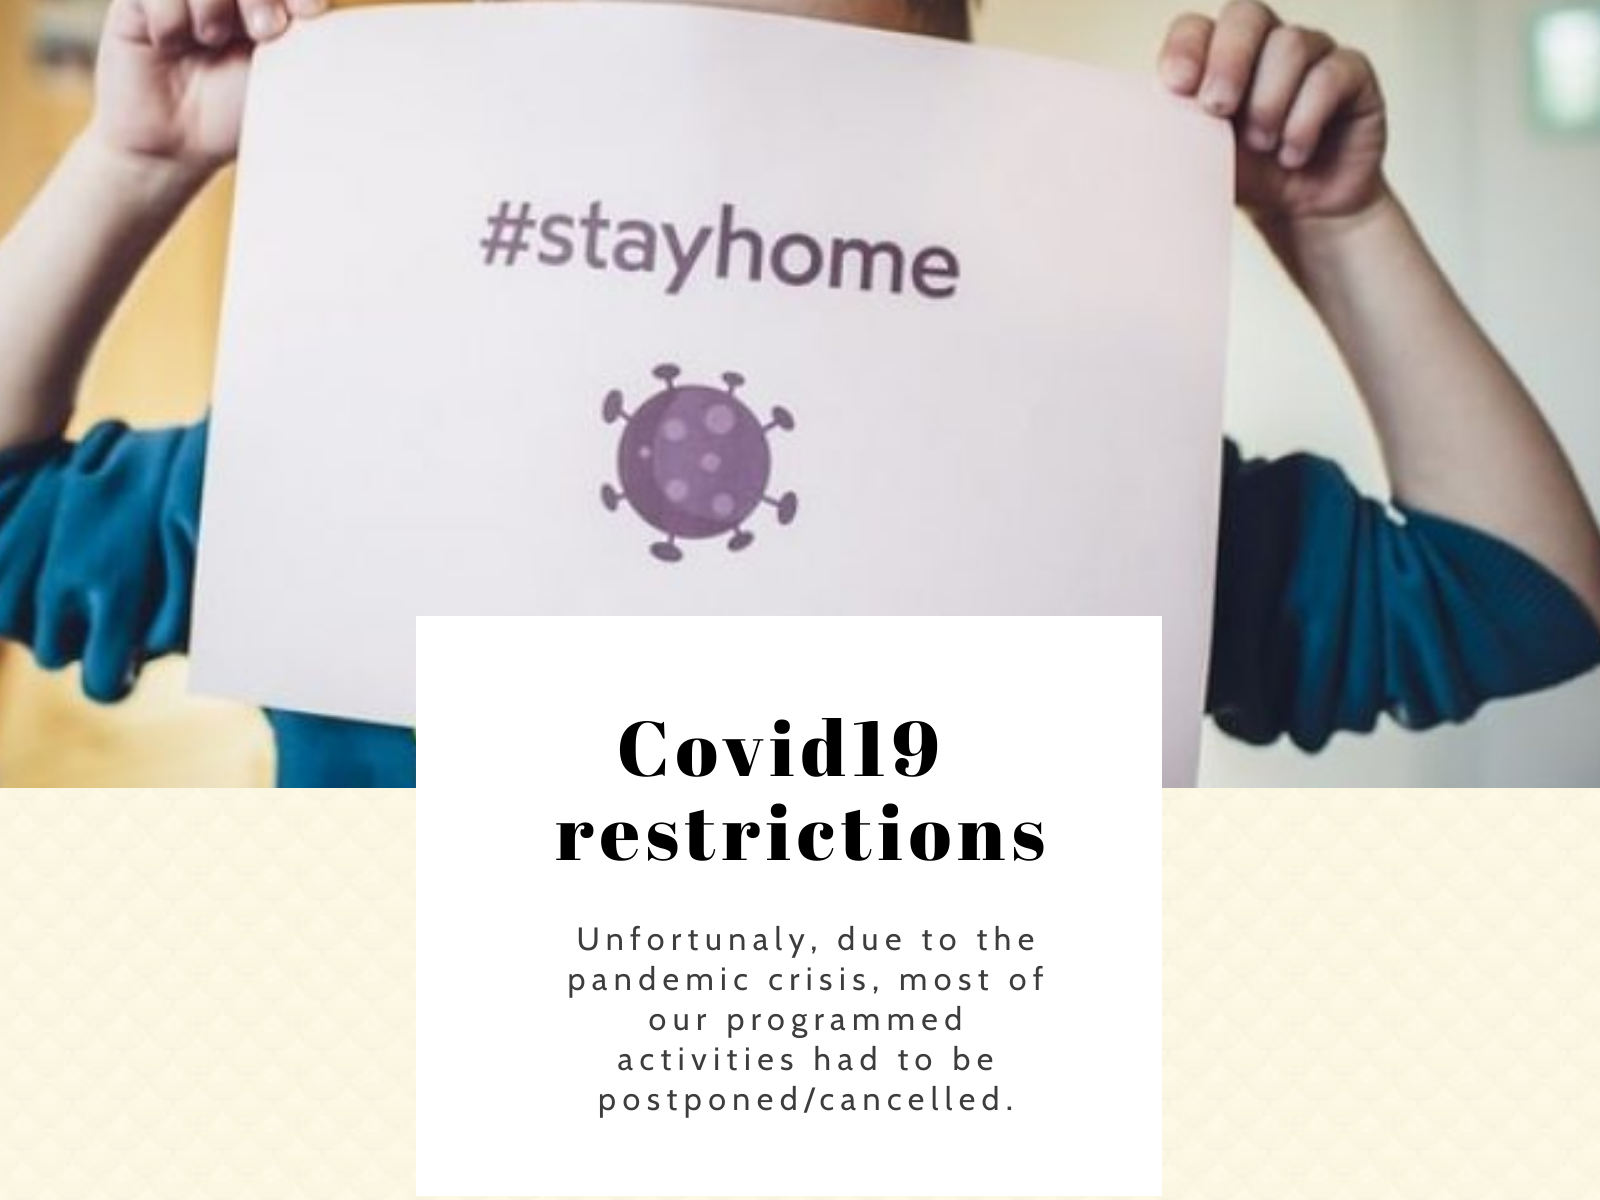 #stayhome
Covid19
restrictions
Unfortunaly, due to the
pandemic crisis, most of
our programmed
activities had to be
postponed/cancelled.